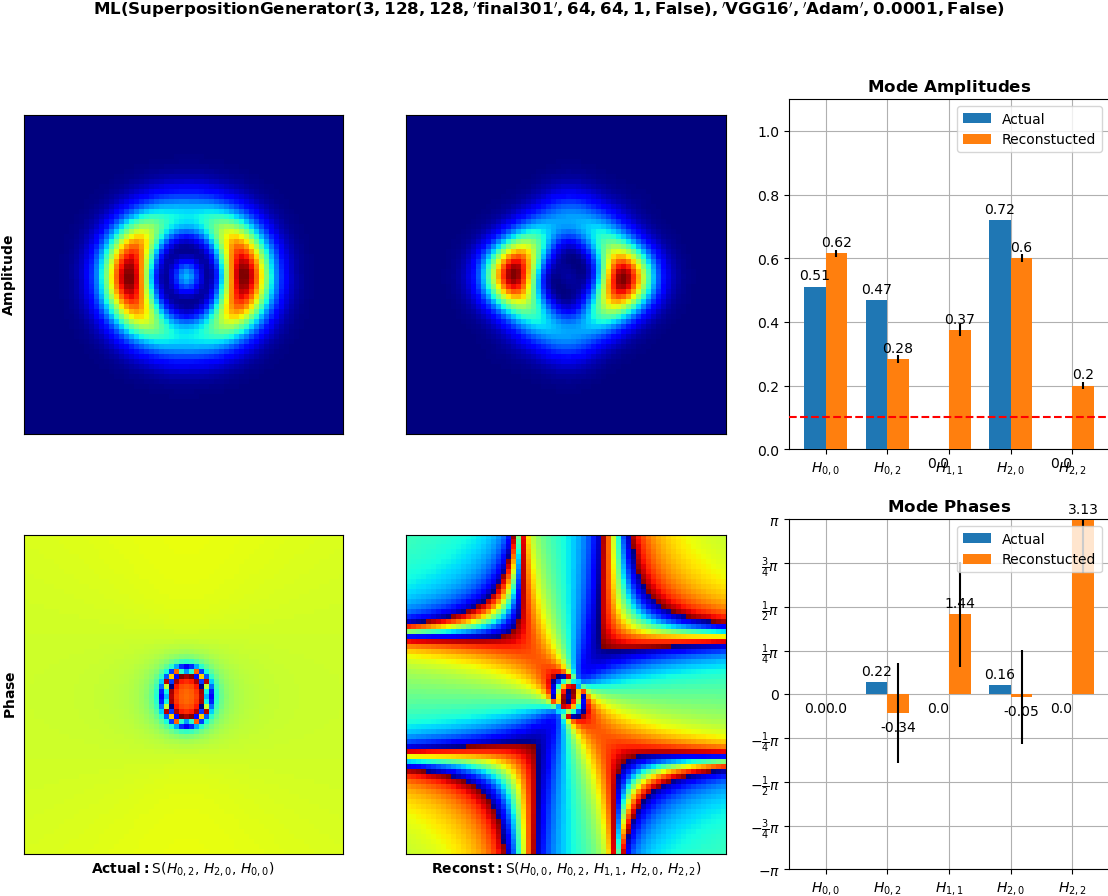 ML(SuperpositionGenerator(3, 128, 128, 'final301', 64, 64, 1, False), 'VGG16', 'Adam', 0.0001, False)
Mode Amplitudes
Amplitude
1.0
0.8
0.6
0.4
0.2
0.0
Actual
Reconstucted
0.51
0.62
0.47
0.28
0.0
0.37
0.72
0.6
0.0
0.2
H0,0
H0,2
H1,1
H2,0
H2,2
Mode Phases
Phase
π
3/4π
1/2π
1/4π
0
−1/4π
−1/2π
−3/4π
−π
Actual
Reconstucted
0.0
0.0
0.22
-0.34
0.0
1.44
0.16
-0.05
0.0
3.13
H0,0
H0,2
H1,1
H2,0
H2,2
Actual: S(H0,2, H2,0, H0,0)
Reconst: S(H0,0, H0,2, H1,1, H2,0, H2,2)